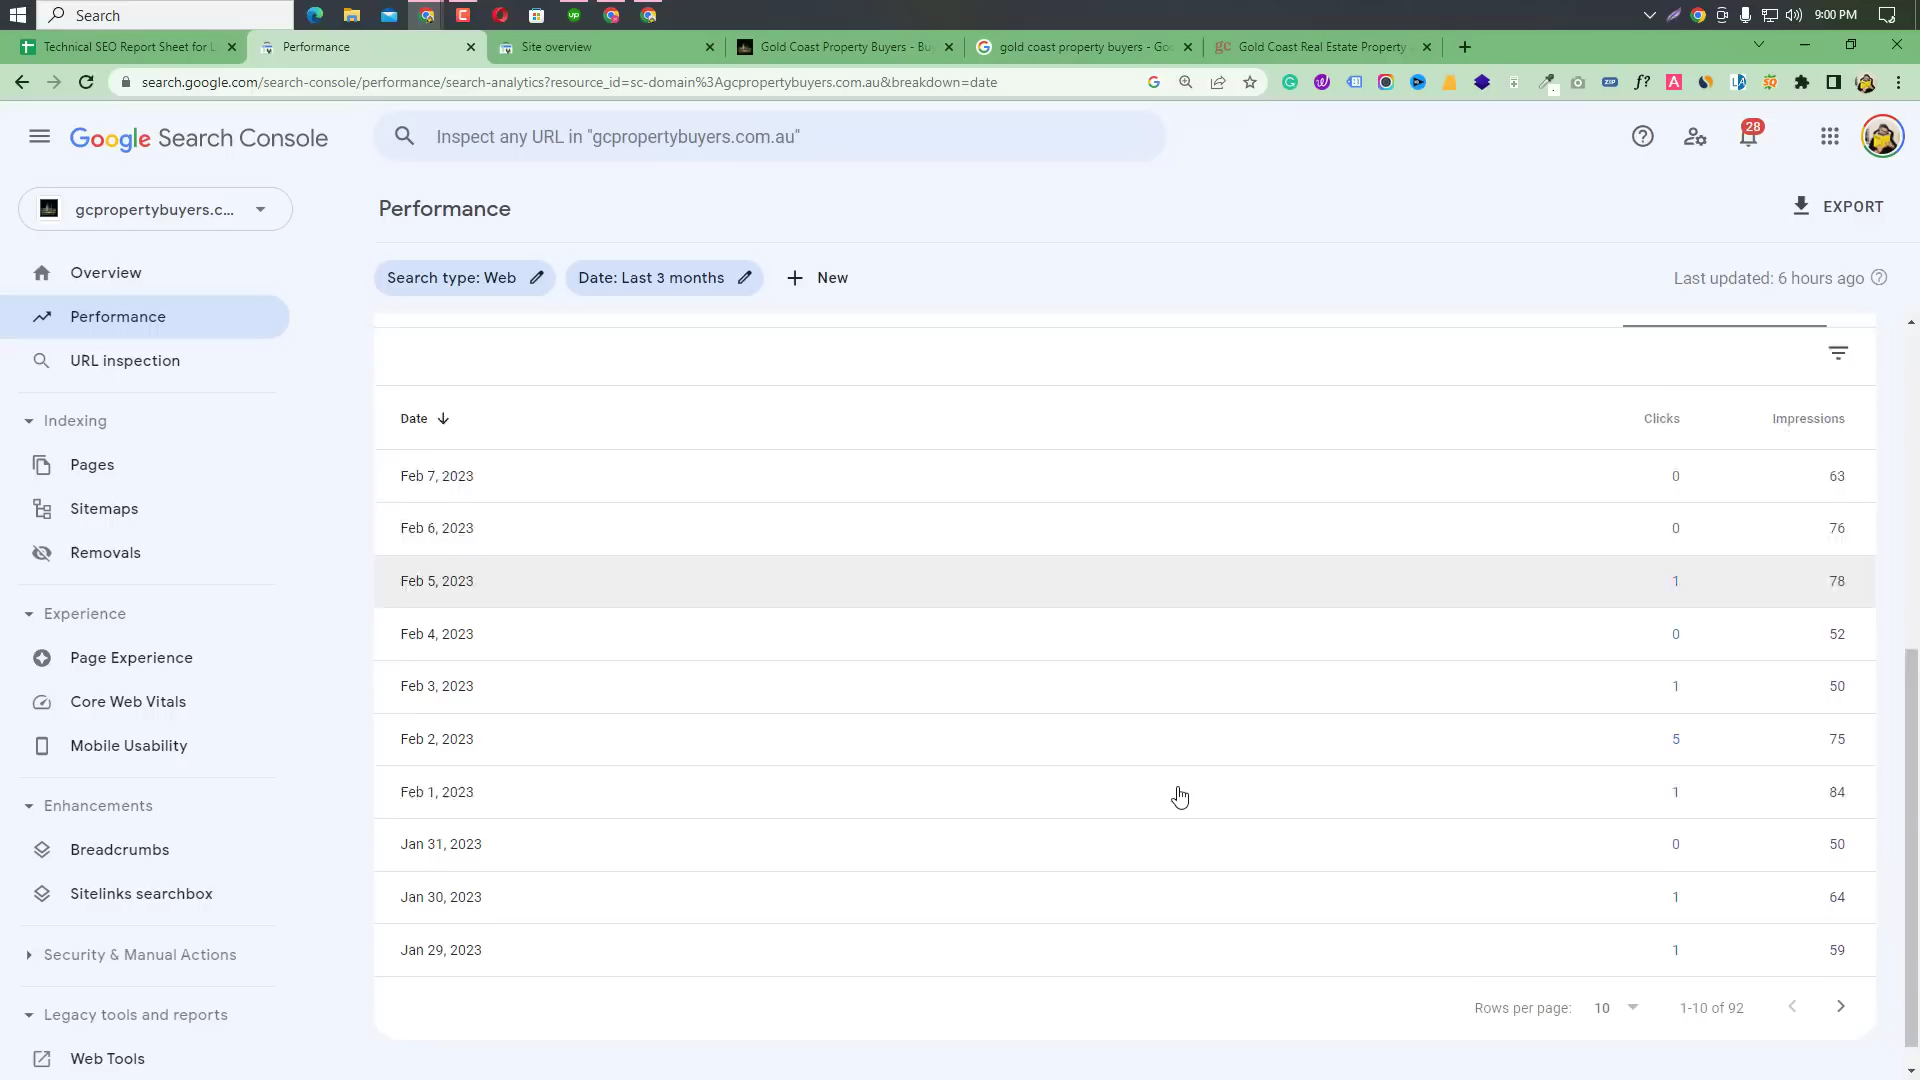 Search
9:00 PM
Technical SEO Report Sheet for L
Performance
Site overview
Gold Coast Property Buyers - Bu
gold coast property buyers - Goo
gc Gold Coast Real Estate Property
search.google.com/search-console/performance/search-analytics?resource_id=sc-domain%3Agcpropertybuyers.com.au&breakdown=date
Google Search Console
Inspect any URL in "gcpropertybuyers.com.au"
28
gcpropertybuyers.c...
Performance
EXPORT
Search type: Web
Date: Last 3 months
New
Last updated: 6 hours ago
Overview
Performance
URL inspection
Indexing
Pages
Sitemaps
Removals
Experience
Page Experience
Core Web Vitals
Mobile Usability
Enhancements
Breadcrumbs
Sitelinks searchbox
Security & Manual Actions
Legacy tools and reports
Web Tools
Date Clicks Impressions
Feb 7, 2023 0 63
Feb 6, 2023 0 76
Feb 5, 2023 1 78
Feb 4, 2023 0 52
Feb 3, 2023 1 50
Feb 2, 2023 5 75
Feb 1, 2023 1 84
Jan 31, 2023 0 50
Jan 30, 2023 1 64
Jan 29, 2023 1 59
Rows per page: 10 1-10 of 92